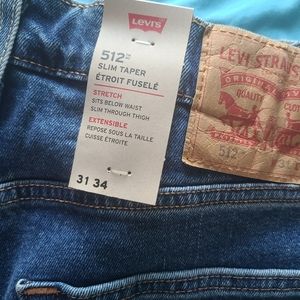 Levi's
512™
SLIM TAPER
ÉTROIT FUSELÉ
STRETCH
SITS BELOW WAIST
SLIM THROUGH THIGH
EXTENSIBLE
REPOSE SOUS LA TAILLE
CUISSE ÉTROITE
31 34
LEVI STRAUSS
ORIGINAL
QUALITY
512